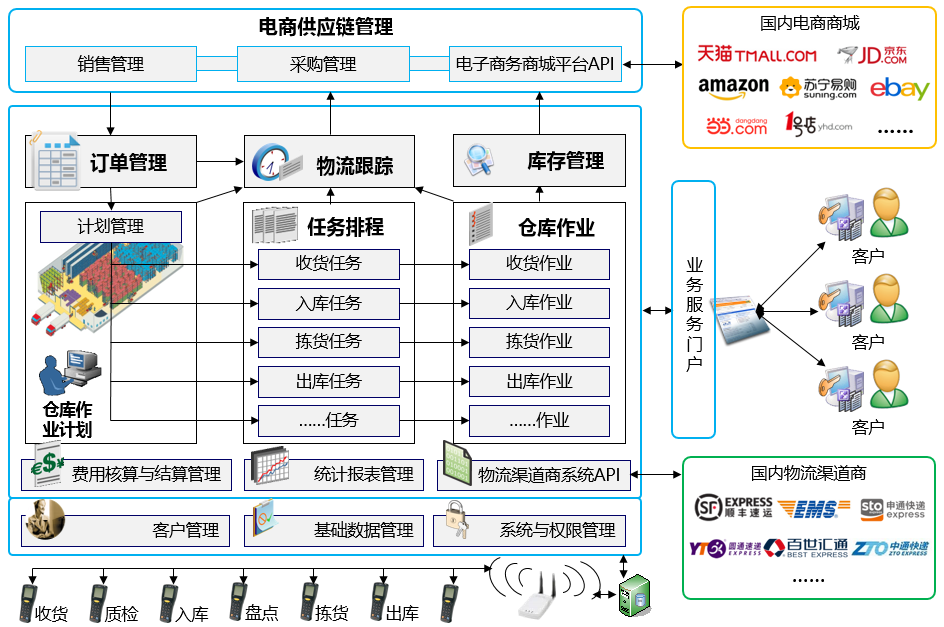 电商供应链管理
销售管理
采购管理
电子商务商城平台API
国内电商商城
天猫 TMALL.COM
JD.京东
.COM
amazon
苏宁易购
suning.com
ebay
当当.com
dangdang
1号店 yhd.com
......
订单管理
物流跟踪
库存管理
计划管理
仓库作
业计划
任务排程
收货任务
入库任务
拣货任务
出库任务
......任务
仓库作业
收货作业
入库作业
拣货作业
出库作业
......作业
费用核算与结算管理
统计报表管理
物流渠道商系统API
客户管理
基础数据管理
系统与权限管理
业务服务门户
客户
客户
客户
国内物流渠道商
SF EXPRESS
顺丰速运
EMS
sto 申通快递
express
YTO 圆通速递
EXPRESS
百世汇通
BEST EXPRESS
ZTO 中通快递
ZTO EXPRESS
......
收货
质检
入库
盘点
拣货
出库